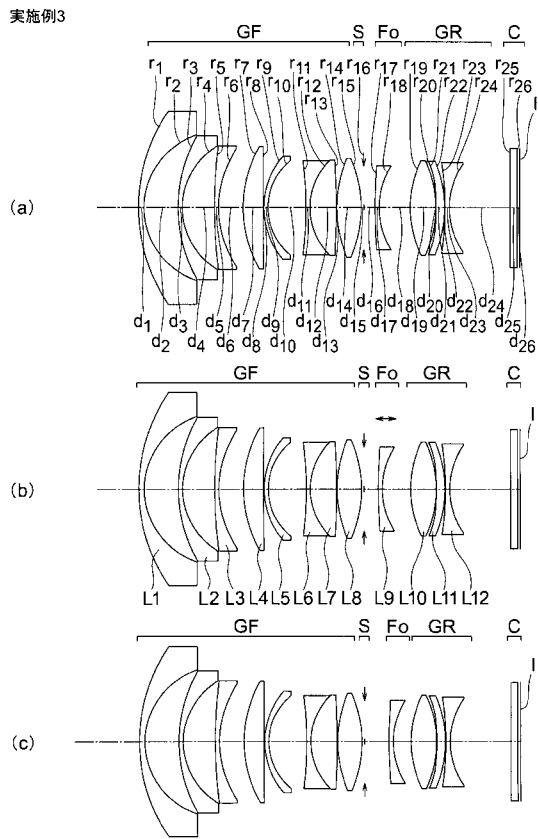 実施例3
GF S Fo GR C
r1 r2 r3 r4 r5 r6 r7 r8 r9 r10 r11 r12 r13 r14 r15 r16 r17 r18 r19 r20 r21 r22 r23 r24 r25 r26 I
(a)
d1 d2 d3 d4 d5 d6 d7 d8 d9 d10 d11 d12 d13 d14 d15 d16 d17 d18 d19 d20 d21 d22 d23 d24 d25 d26
GF S Fo GR C
I
(b)
L1 L2 L3 L4 L5 L6 L7 L8 L9 L10 L11 L12
GF S Fo GR C
I
(c)